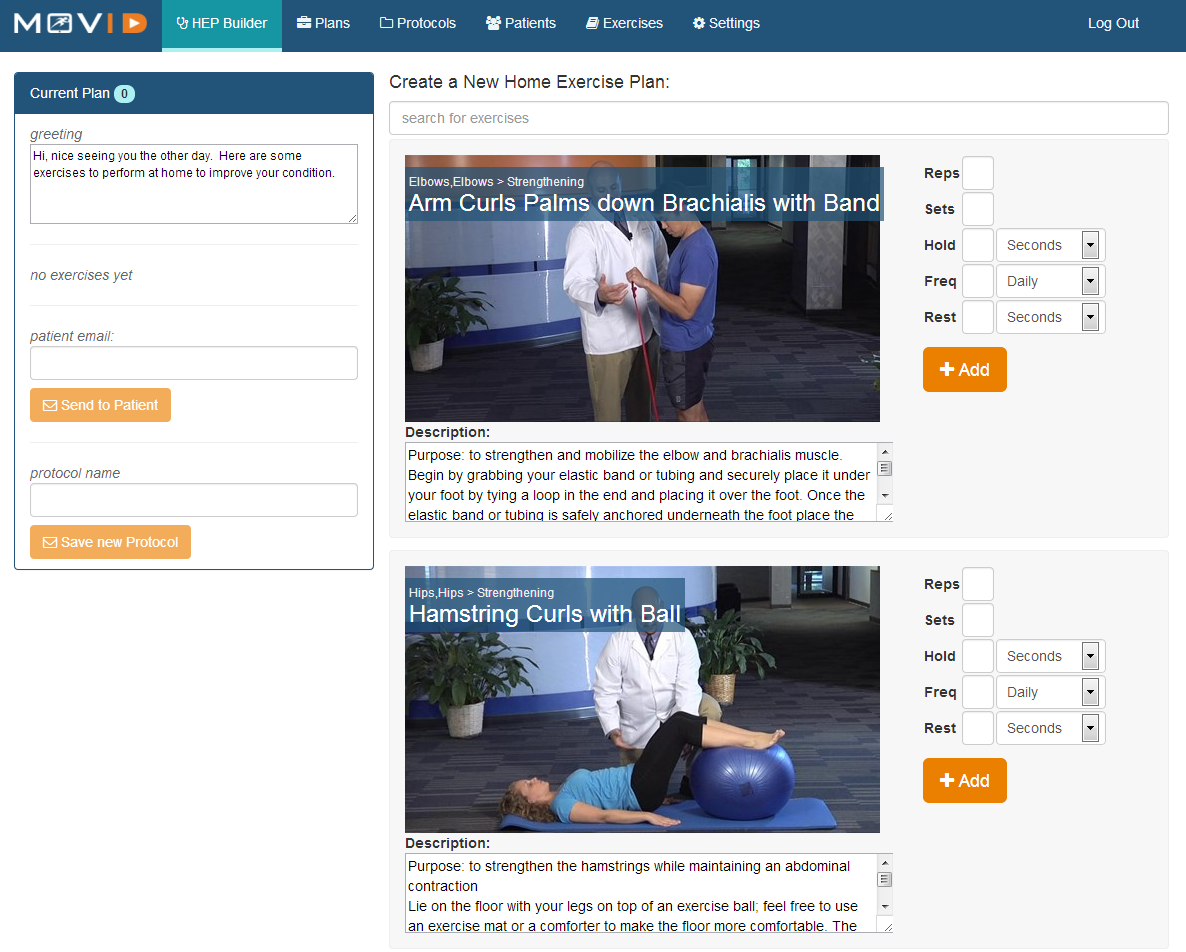 MOVID
HEP Builder
Plans
Protocols
Patients
Exercises
Settings
Log Out
Current Plan 0
greeting
Hi, nice seeing you the other day.  Here are some
exercises to perform at home to improve your condition.
no exercises yet
patient email:
Send to Patient
protocol name
Save new Protocol
Create a New Home Exercise Plan:
search for exercises
Elbows,Elbows > Strengthening
Arm Curls Palms down Brachialis with Band
Description:
Purpose: to strengthen and mobilize the elbow and brachialis muscle.
Begin by grabbing your elastic band or tubing and securely place it under
your foot by tying a loop in the end and placing it over the foot. Once the
elastic band or tubing is safely anchored underneath the foot place the
Reps
Sets
Hold Seconds
Freq Daily
Rest Seconds
Add
Hips,Hips > Strengthening
Hamstring Curls with Ball
Description:
Purpose: to strengthen the hamstrings while maintaining an abdominal
contraction
Lie on the floor with your legs on top of an exercise ball; feel free to use
an exercise mat or a comforter to make the floor more comfortable. The
Reps
Sets
Hold Seconds
Freq Daily
Rest Seconds
Add